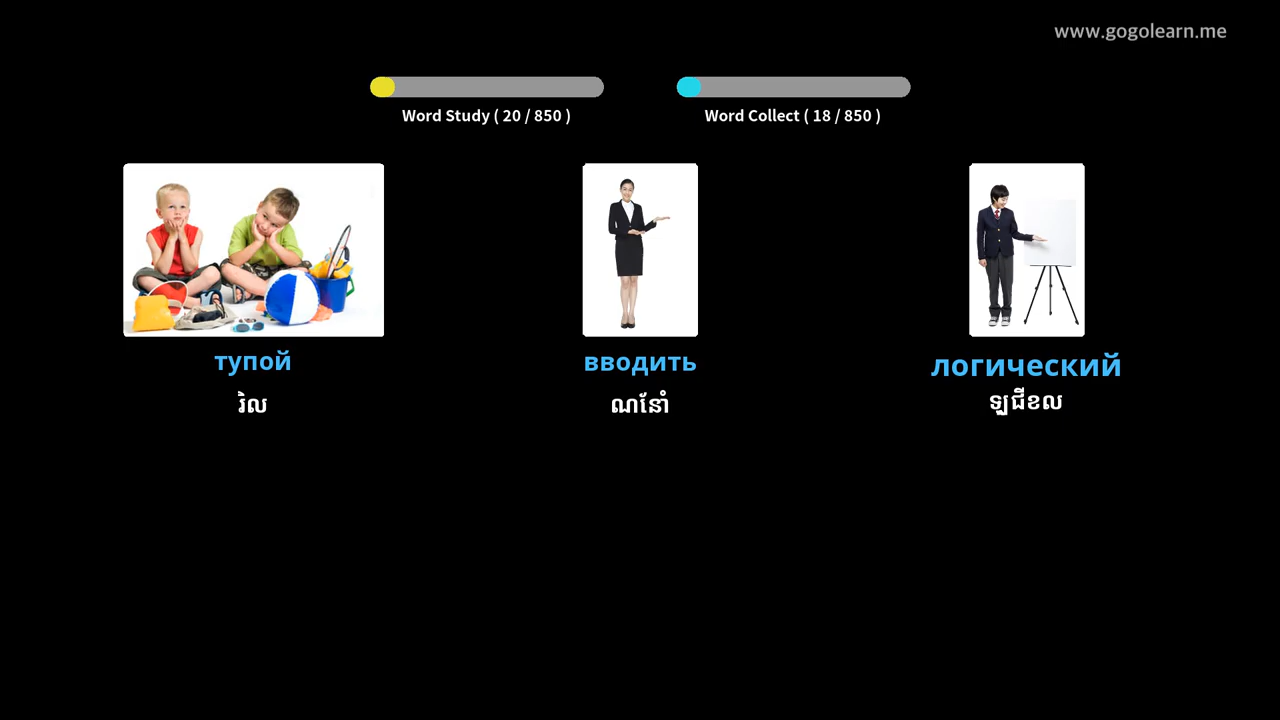 www.gogolearn.me
Word Study ( 20 / 850 )
Word Collect ( 18 / 850 )
тупой
вводить
логический
រិល
ណែនាំ
ឡូជីខល